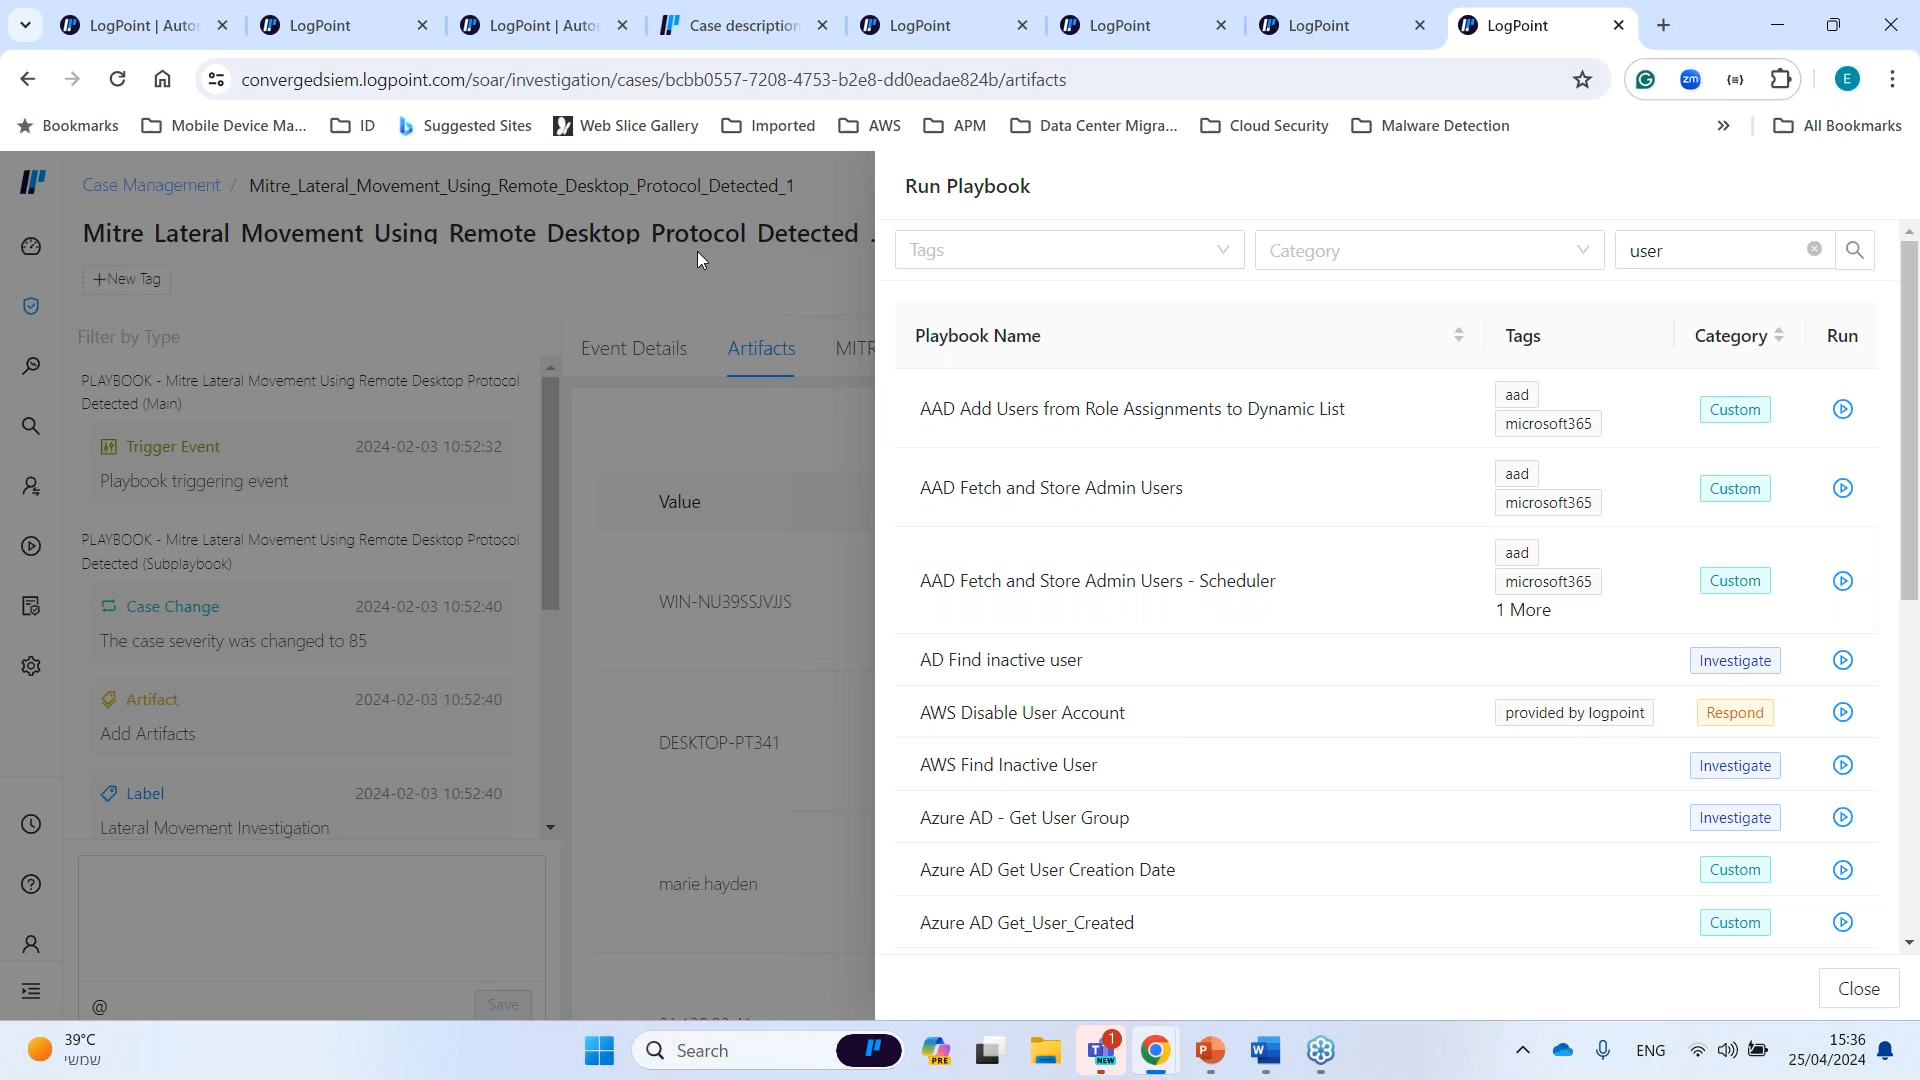 LogPoint | Autor
LogPoint
LogPoint | Autor
Case description
LogPoint
LogPoint
LogPoint
LogPoint
convergedsiem.logpoint.com/soar/investigation/cases/bcbb0557-7208-4753-b2e8-dd0eadae824b/artifacts
zm
E
Bookmarks
Mobile Device Ma...
ID
Suggested Sites
Web Slice Gallery
Imported
AWS
APM
Data Center Migra...
Cloud Security
Malware Detection
»
All Bookmarks
Case Management / Mitre_Lateral_Movement_Using_Remote_Desktop_Protocol_Detected_1
Mitre Lateral Movement Using Remote Desktop Protocol Detected .
+New Tag
Filter by Type
PLAYBOOK - Mitre Lateral Movement Using Remote Desktop Protocol
Detected (Main)
Trigger Event 2024-02-03 10:52:32
Playbook triggering event
PLAYBOOK - Mitre Lateral Movement Using Remote Desktop Protocol
Detected (Subplaybook)
Case Change 2024-02-03 10:52:40
The case severity was changed to 85
Artifact 2024-02-03 10:52:40
Add Artifacts
Label 2024-02-03 10:52:40
Lateral Movement Investigation
@
Save
Event Details
Artifacts
MITR
Value
WIN-NU39SSJVJJS
DESKTOP-PT341
marie.hayden
Run Playbook
Tags
Category
user
Playbook Name Tags Category Run
AAD Add Users from Role Assignments to Dynamic List aad Custom
microsoft365
AAD Fetch and Store Admin Users aad Custom
microsoft365
AAD Fetch and Store Admin Users - Scheduler aad Custom
microsoft365
1 More
AD Find inactive user Investigate
AWS Disable User Account provided by logpoint Respond
AWS Find Inactive User Investigate
Azure AD - Get User Group Investigate
Azure AD Get User Creation Date Custom
Azure AD Get_User_Created Custom
Close
39°C
שמשי
Search
PRE
1
NEW
ENG
15:36
25/04/2024